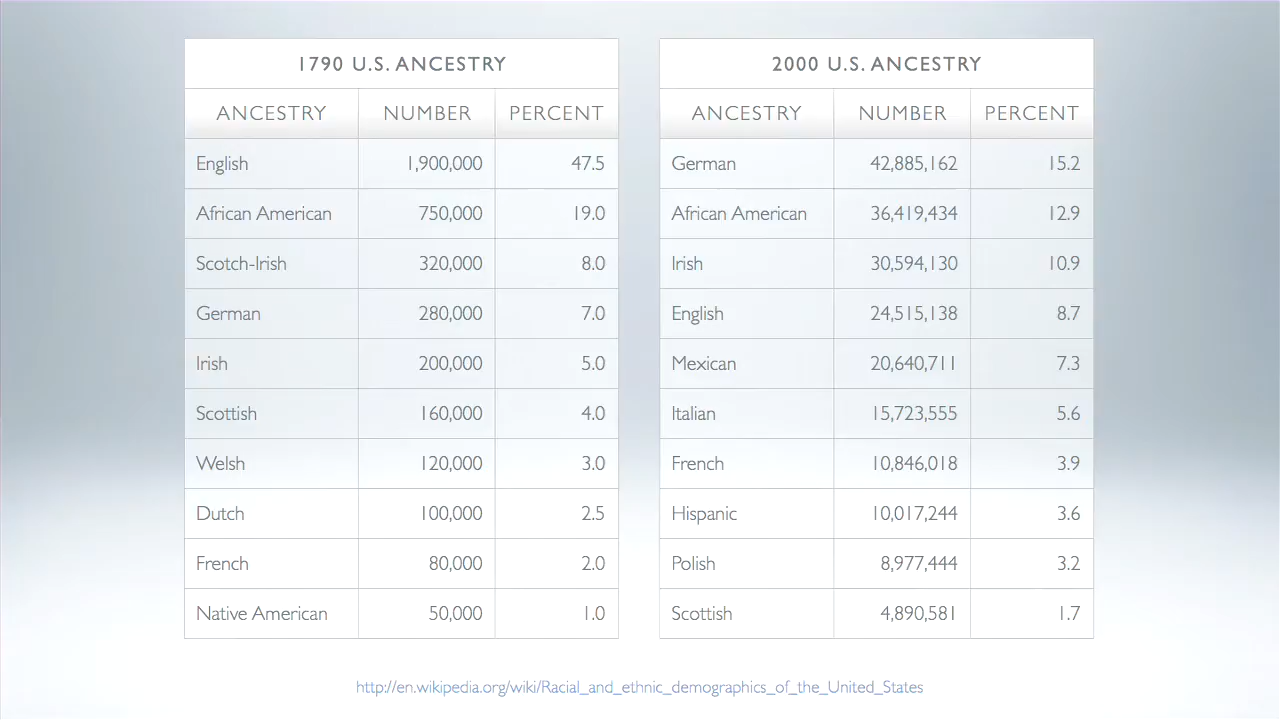 1790 U.S. ANCESTRY
ANCESTRY NUMBER PERCENT
English 1,900,000 47.5
African American 750,000 19.0
Scotch-Irish 320,000 8.0
German 280,000 7.0
Irish 200,000 5.0
Scottish 160,000 4.0
Welsh 120,000 3.0
Dutch 100,000 2.5
French 80,000 2.0
Native American 50,000 1.0
2000 U.S. ANCESTRY
ANCESTRY NUMBER PERCENT
German 42,885,162 15.2
African American 36,419,434 12.9
Irish 30,594,130 10.9
English 24,515,138 8.7
Mexican 20,640,711 7.3
Italian 15,723,555 5.6
French 10,846,018 3.9
Hispanic 10,017,244 3.6
Polish 8,977,444 3.2
Scottish 4,890,581 1.7
http://en.wikipedia.org/wiki/Racial_and_ethnic_demographics_of_the_United_States